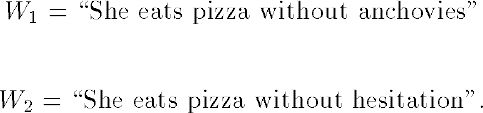 W₁ = “She eats pizza without anchovies”
W₂ = “She eats pizza without hesitation”.